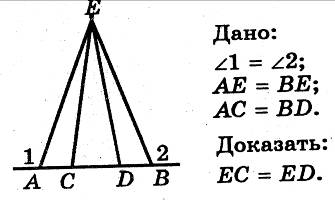 E
Дано:
∠1 = ∠2;
AE = BE;
AC = BD.
Доказать:
EC = ED.
1 2
A C D B